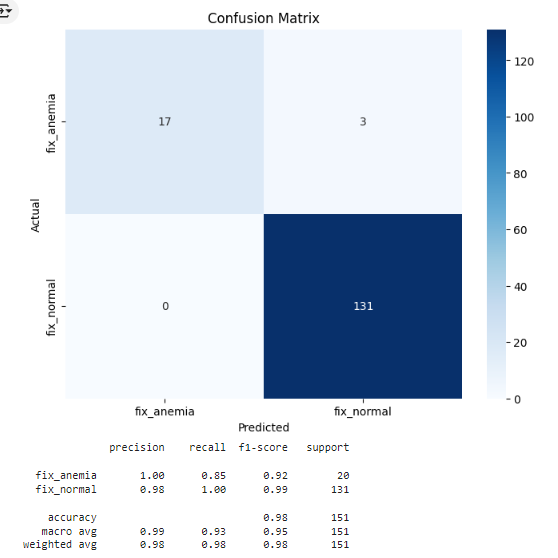 Confusion Matrix
fix_anemia
17
3
120
100
80
60
40
20
0
Actual
fix_normal
0
131
fix_anemia
fix_normal
Predicted
precision recall f1-score support
fix_anemia 1.00 0.85 0.92 20
fix_normal 0.98 1.00 0.99 131
accuracy 0.98 151
macro avg 0.99 0.93 0.95 151
weighted avg 0.98 0.98 0.98 151